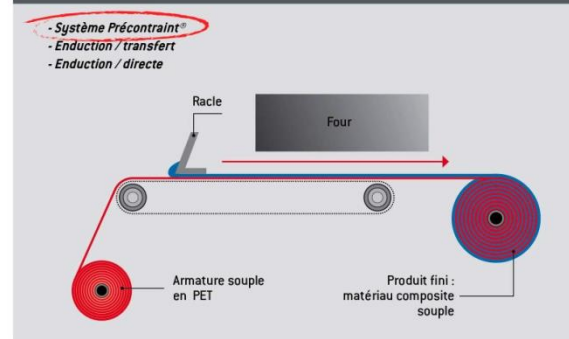 - Système Précontraint®
- Enduction / transfert
- Enduction / directe
Racle
Four
Armature souple
en PET
Produit fini :
matériau composite
souple